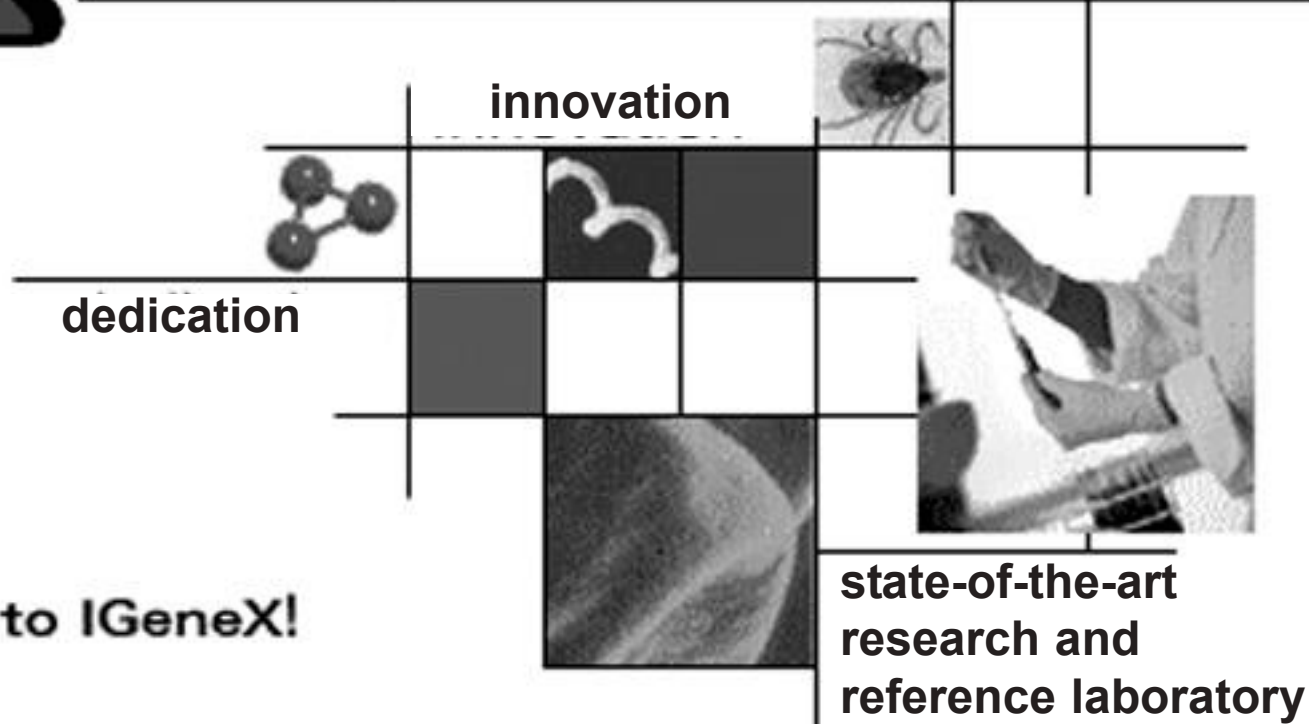 innovation
dedication
to IGeneX!
state-of-the-art
research and
reference laboratory